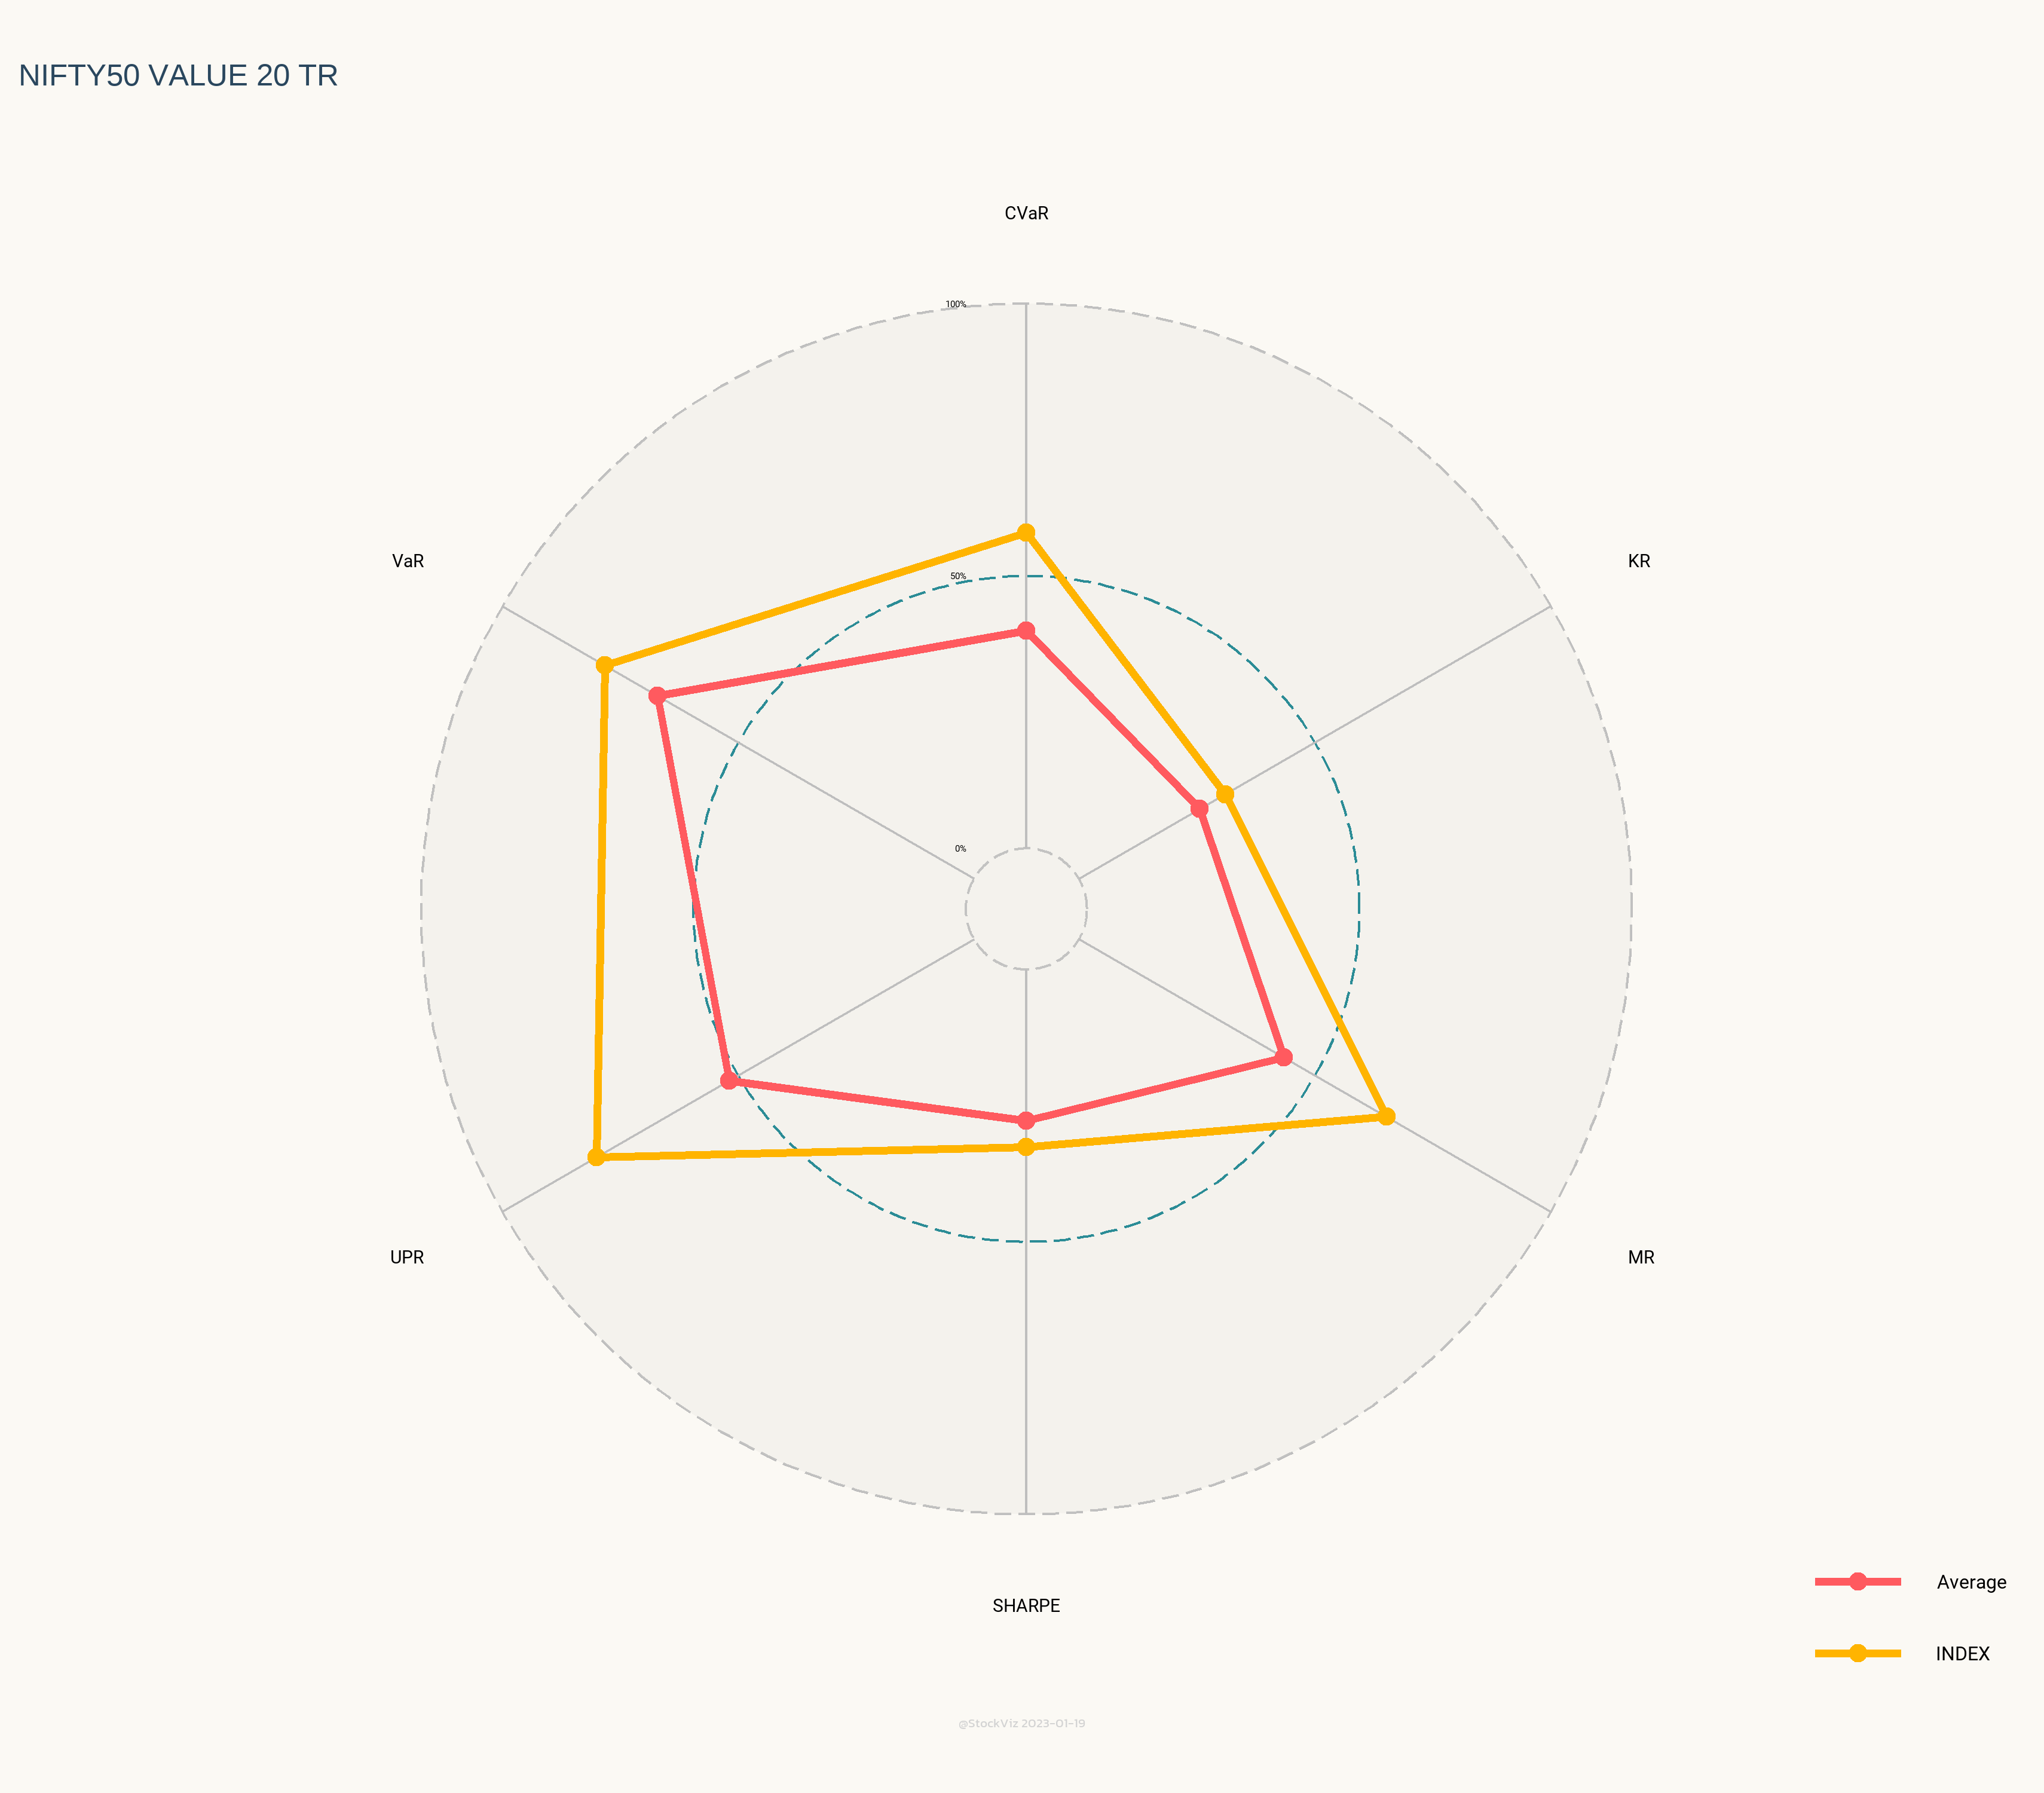 NIFTY50 VALUE 20 TR
CVaR
100%
VaR
KR
50%
0%
UPR
MR
SHARPE
Average
INDEX
@StockViz 2023-01-19